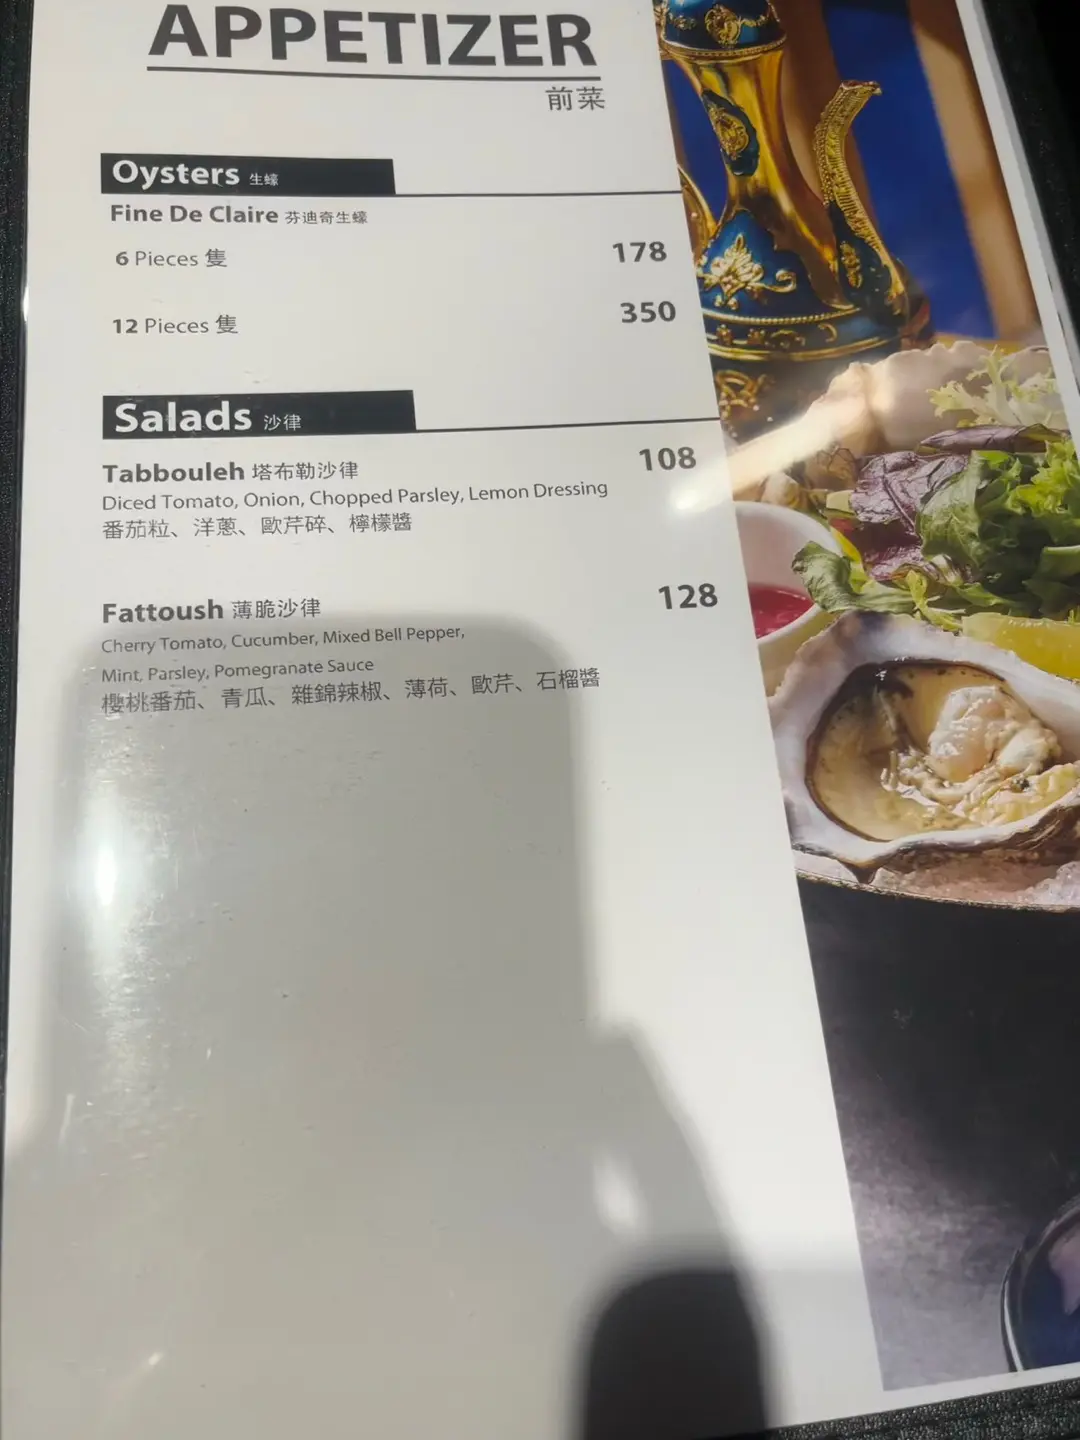 APPETIZER
前菜
Oysters 生蠔
Fine De Claire 芬迪奇生蠔
6 Pieces 隻 178
12 Pieces 隻 350
Salads 沙律
Tabbouleh 塔布勒沙律 108
Diced Tomato, Onion, Chopped Parsley, Lemon Dressing
番茄粒、洋蔥、歐芹碎、檸檬醬
Fattoush 薄脆沙律 128
Cherry Tomato, Cucumber, Mixed Bell Pepper,
Mint, Parsley, Pomegranate Sauce
櫻桃番茄、青瓜、雜錦辣椒、薄荷、歐芹、石榴醬